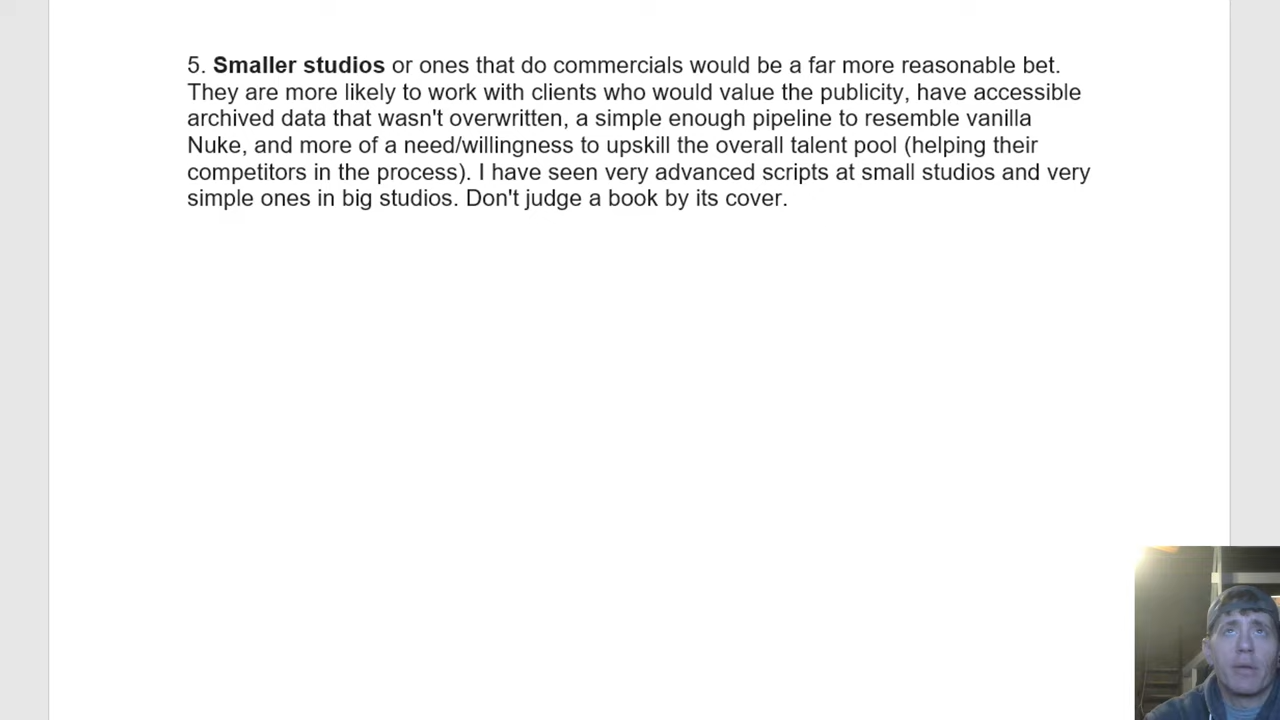 5. Smaller studios or ones that do commercials would be a far more reasonable bet.
They are more likely to work with clients who would value the publicity, have accessible
archived data that wasn't overwritten, a simple enough pipeline to resemble vanilla
Nuke, and more of a need/willingness to upskill the overall talent pool (helping their
competitors in the process). I have seen very advanced scripts at small studios and very
simple ones in big studios. Don't judge a book by its cover.